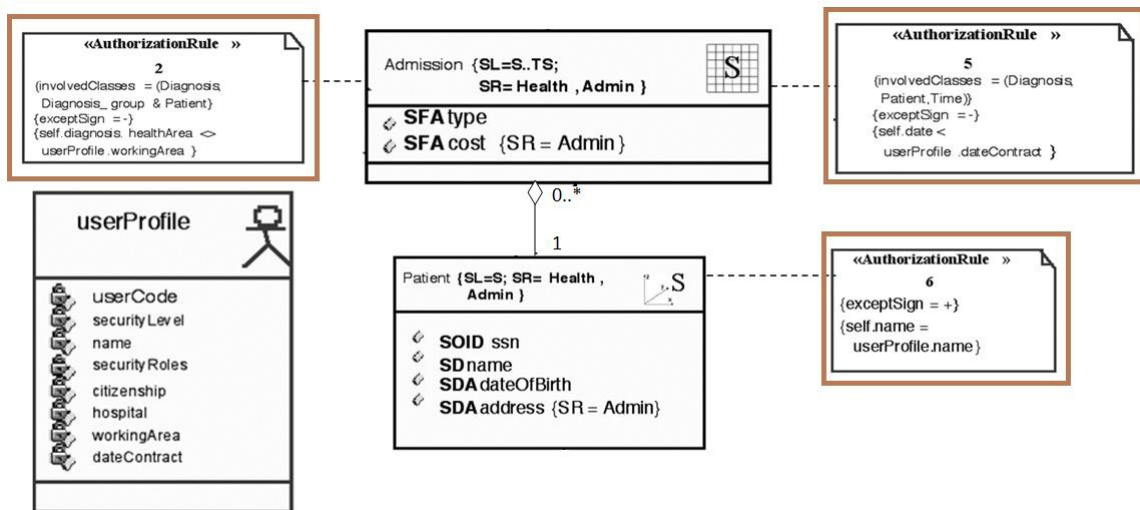 «AuthorizationRule »
2
{involvedClasses = (Diagnosis,
Diagnosis_ group & Patient}
{exceptSign = -}
{self.diagnosis. healthArea <>
userProfile .workingArea }
Admission {SL=S..TS;
SR= Health , Admin }
S
SFA type
SFA cost {SR = Admin }
0..*
1
«AuthorizationRule »
5
{involvedClasses = (Diagnosis,
Patient,Time)}
{exceptSign = -}
{self.date <
userProfile .dateContract }
userProfile
userCode
securityLevel
name
securityRoles
citizenship
hospital
workingArea
dateContract
Patient {SL=S; SR= Health ,
Admin }
S
SOID ssn
SD name
SDA dateOfBirth
SDA address {SR = Admin}
«AuthorizationRule »
6
{exceptSign = +}
{self.name =
userProfile.name}